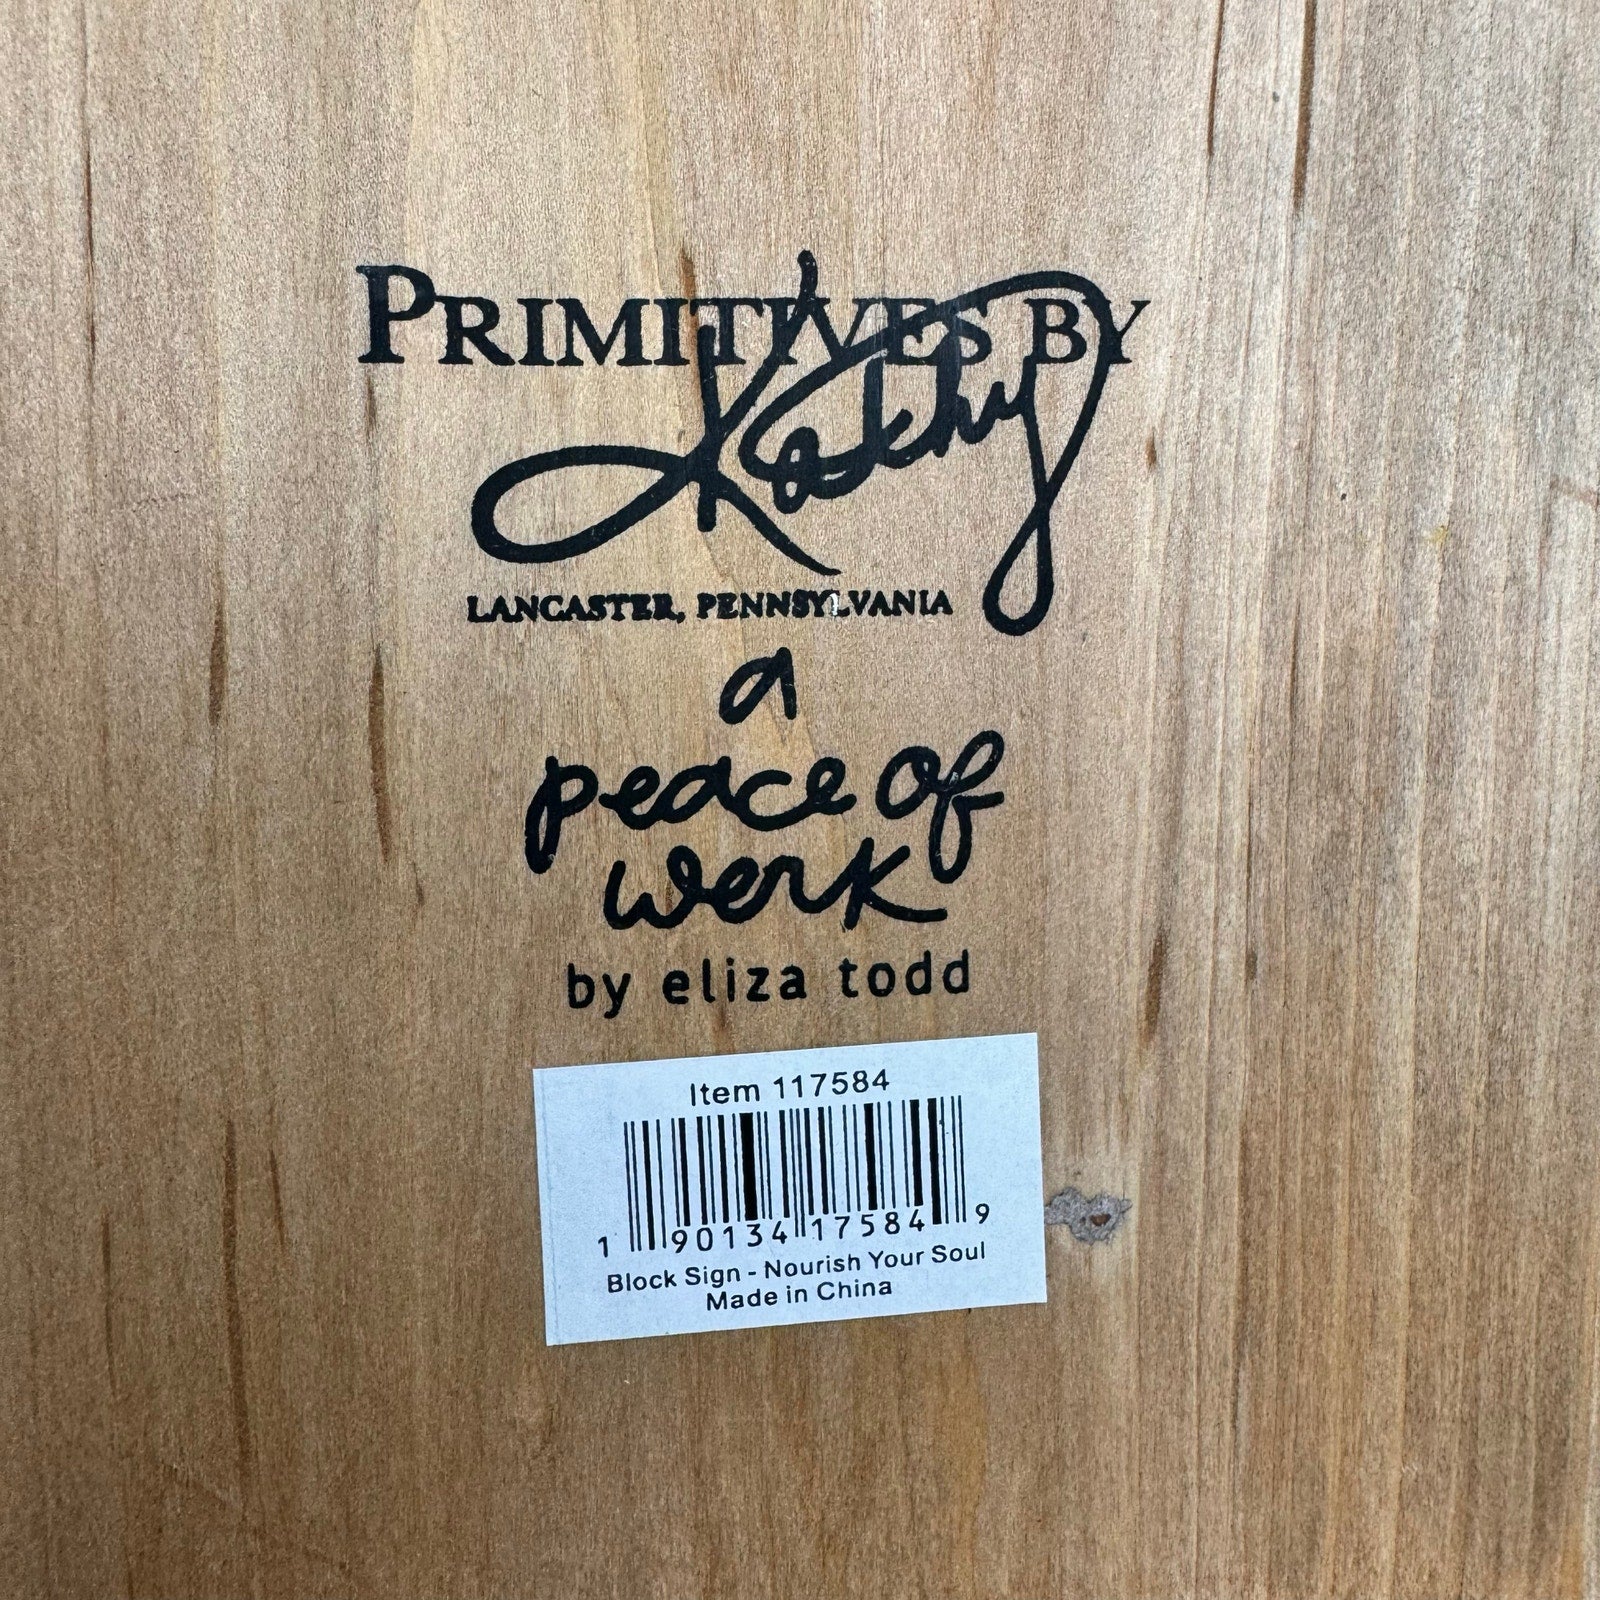 PRIMITIVES BY
Kathy
LANCASTER, PENNSYLVANIA
a
peace of
werk
by eliza todd
Item 117584
1 90134 17584 9
Block Sign - Nourish Your Soul
Made in China